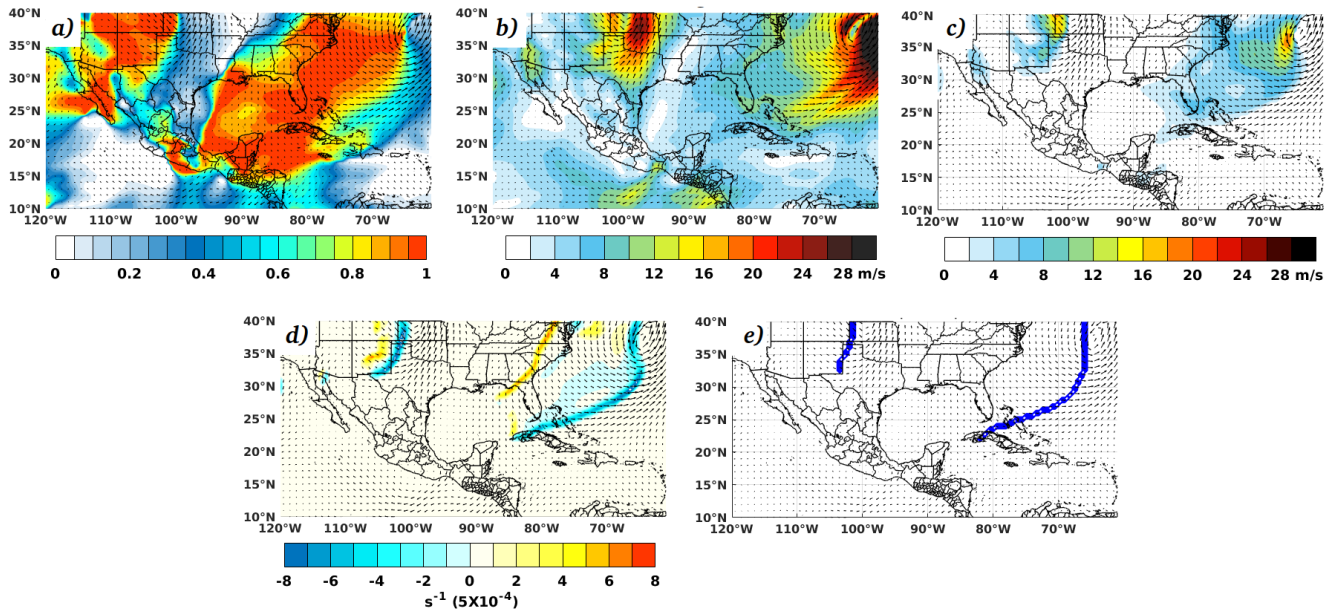 a)
40°N
35°N
30°N
25°N
20°N
15°N
10°N
120°W
110°W
100°W
90°W
80°W
70°W
0
0.2
0.4
0.6
0.8
1
b)
40°N
35°N
30°N
25°N
20°N
15°N
10°N
120°W
110°W
100°W
90°W
80°W
70°W
0
4
8
12
16
20
24
28 m/s
c)
40°N
35°N
30°N
25°N
20°N
15°N
10°N
120°W
110°W
100°W
90°W
80°W
70°W
0
4
8
12
16
20
24
28 m/s
d)
40°N
35°N
30°N
25°N
20°N
15°N
10°N
120°W
110°W
100°W
90°W
80°W
70°W
-8
-6
-4
-2
0
2
4
6
8
s⁻¹ (5X10⁻⁴)
e)
40°N
35°N
30°N
25°N
20°N
15°N
10°N
120°W
110°W
100°W
90°W
80°W
70°W